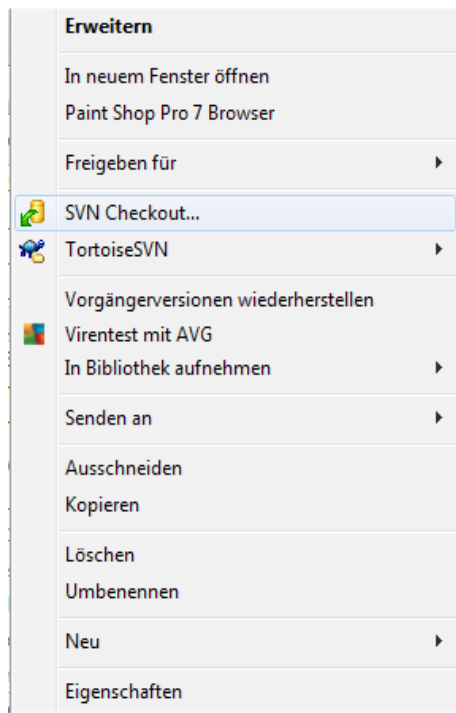 Erweitern
In neuem Fenster öffnen
Paint Shop Pro 7 Browser
Freigeben für
SVN Checkout...
TortoiseSVN
Vorgängerversionen wiederherstellen
Virentest mit AVG
In Bibliothek aufnehmen
Senden an
Ausschneiden
Kopieren
Löschen
Umbenennen
Neu
Eigenschaften